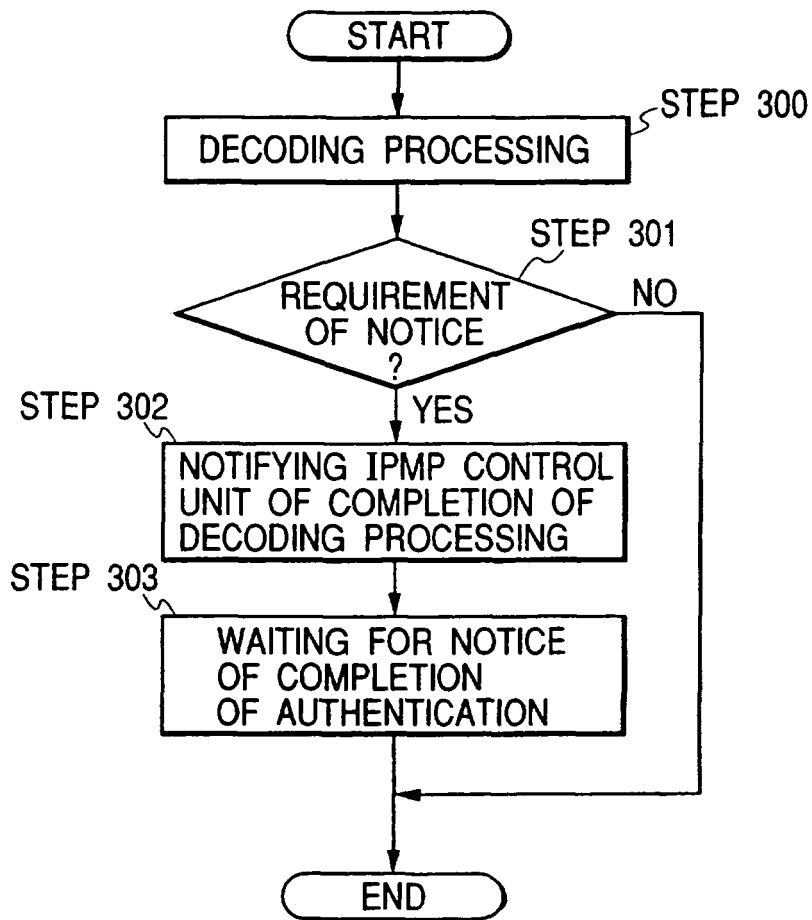 START
STEP 300
DECODING PROCESSING
STEP 301
REQUIREMENT
OF NOTICE
?
NO
YES
STEP 302
NOTIFYING IPMP CONTROL
UNIT OF COMPLETION OF
DECODING PROCESSING
STEP 303
WAITING FOR NOTICE
OF COMPLETION
OF AUTHENTICATION
END